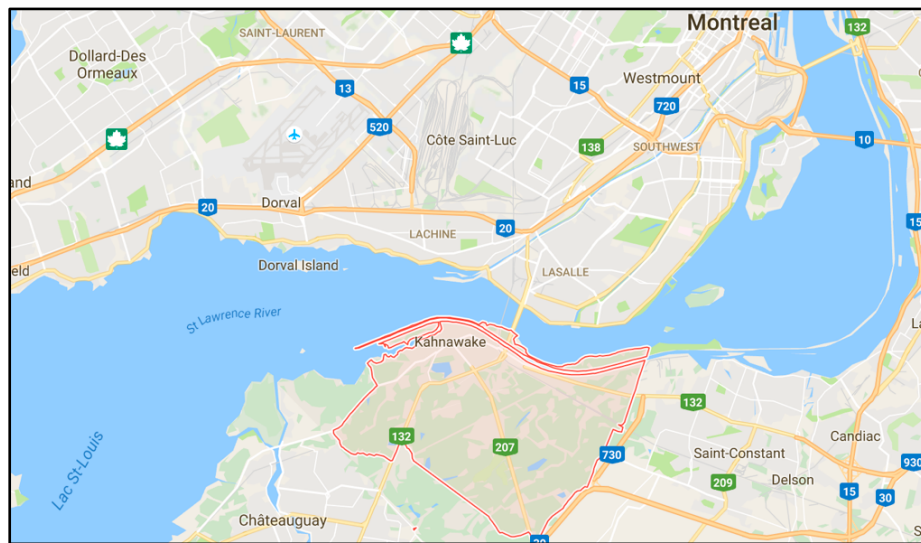 Montreal
132
SAINT-LAURENT
Dollard-Des
Ormeaux
Westmount
13
15
720
520
Côte Saint-Luc
138
SOUTHWEST
10
and
20
Dorval
LACHINE
20
15
eld
Dorval Island
LASALLE
St Lawrence River
La
Kahnawake
132
132
207
730
Saint-Constant
Candiac
930
Lac St-Louis
209
Delson
15
30
Châteauguay
30
S